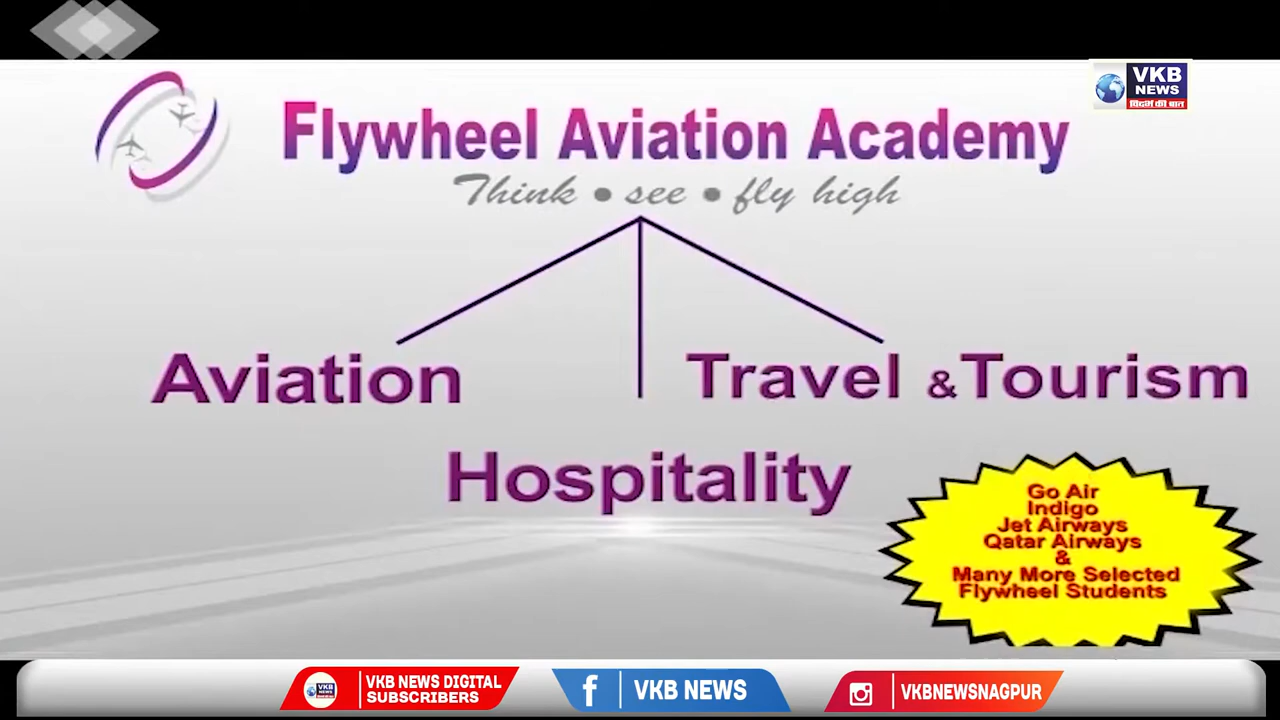 VKB
NEWS
विदर्भ की बात
Flywheel Aviation Academy
Think • see • fly high
Aviation
Travel & Tourism
Hospitality
Go Air
Indigo
Jet Airways
Qatar Airways
&
Many More Selected
Flywheel Students
VKB NEWS DIGITAL
SUBSCRIBERS
VKB NEWS
VKBNEWSNAGPUR